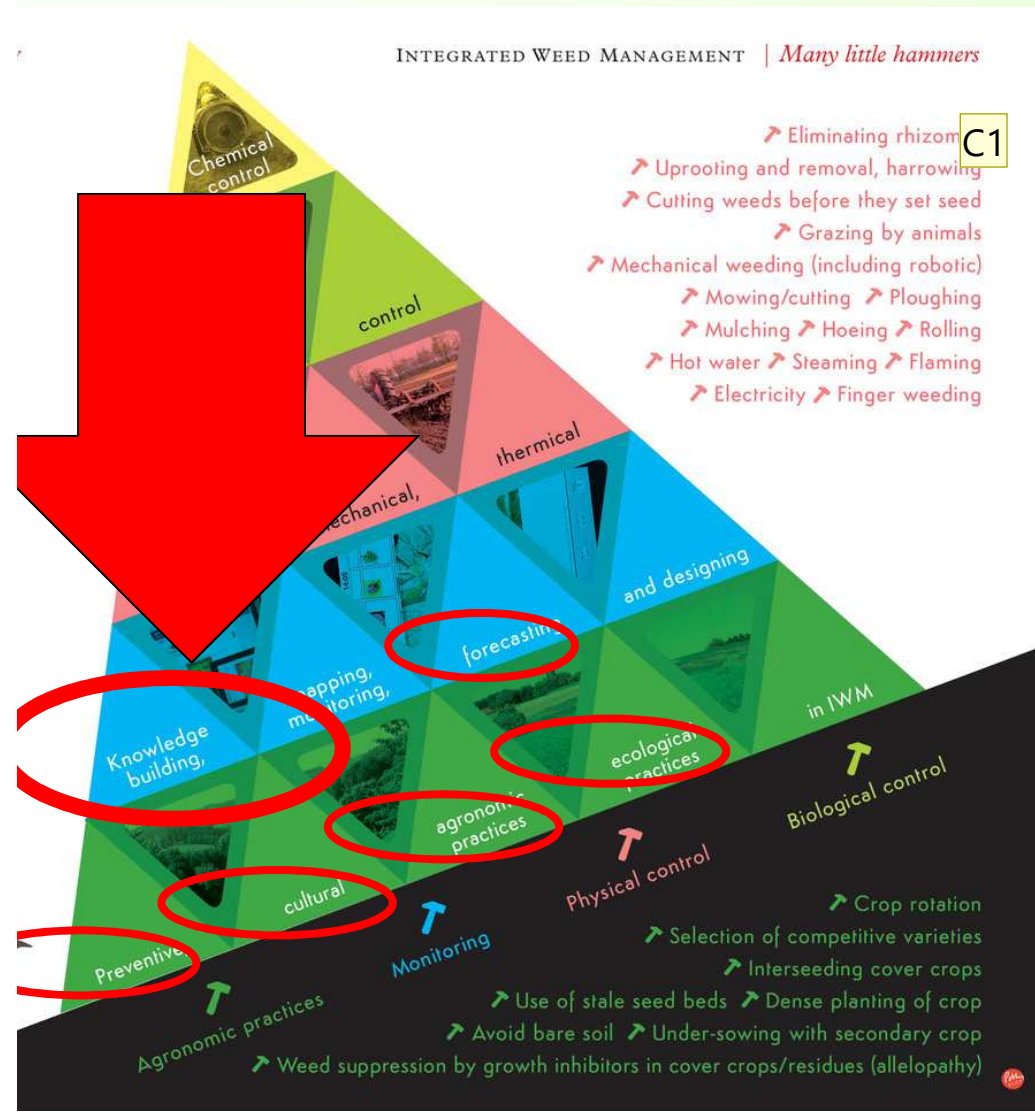 INTEGRATED WEED MANAGEMENT | Many little hammers
C1
Eliminating
Uprooting and removal, harrowing
Cutting weeds before they set seed
Grazing by animals
Mechanical weeding (including robotic)
Mowing/cutting Ploughing
Mulching Hoeing Rolling
Hot water Steaming Flaming
Electricity Finger weeding
Chemical
control
control
thermical
forecasting
and designing
Knowledge
building,
mapping,
monitoring,
Preventive,
cultural
agronomic
practices
ecological
practices
in IWM
Agronomic practices
Monitoring
Physical control
Biological control
Crop rotation
Selection of competitive varieties
Interseeding cover crops
Use of stale seed beds Dense planting of crop
Avoid bare soil Under-sowing with secondary crop
Weed suppression by growth inhibitors in cover crops/residues (allelopathy)